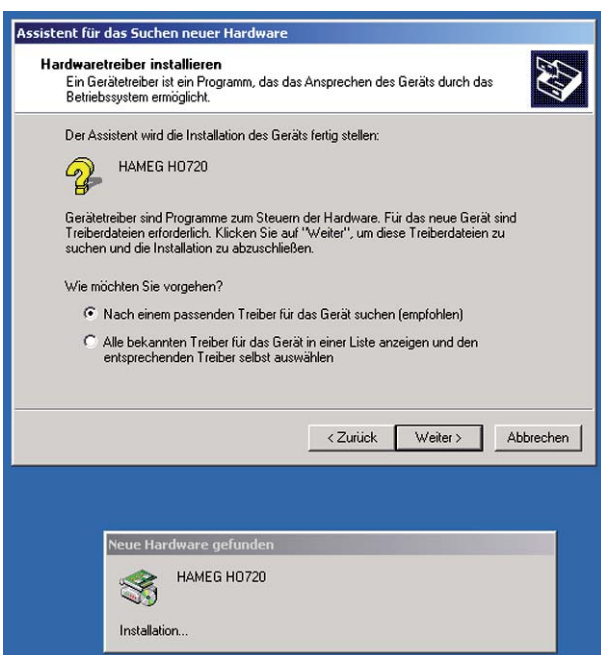 Assistent für das Suchen neuer Hardware
Hardwaretreiber installieren
Ein Gerätetreiber ist ein Programm, das das Ansprechen des Geräts durch das
Betriebssystem ermöglicht.
Der Assistent wird die Installation des Geräts fertig stellen:
HAMEG HO720
Gerätetreiber sind Programme zum Steuern der Hardware. Für das neue Gerät sind
Treiberdateien erforderlich. Klicken Sie auf "Weiter", um diese Treiberdateien zu
suchen und die Installation zu abzuschließen.
Wie möchten Sie vorgehen?
Nach einem passenden Treiber für das Gerät suchen (empfohlen)
Alle bekannten Treiber für das Gerät in einer Liste anzeigen und den
entsprechenden Treiber selbst auswählen
< Zurück Weiter > Abbrechen
Neue Hardware gefunden
HAMEG HO720
Installation...